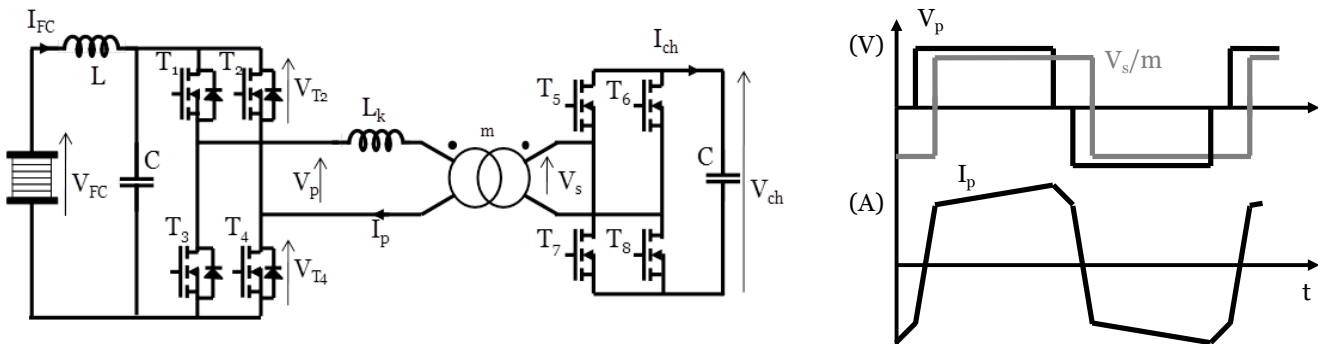 I_FC
L
C
V_FC
T_1
T_2
V_T2
L_k
m
V_p
V_s
I_p
T_3
T_4
V_T4
I_ch
T_5
T_6
C
V_ch
T_7
T_8
V_p
(V)
V_s/m
I_p
(A)
t